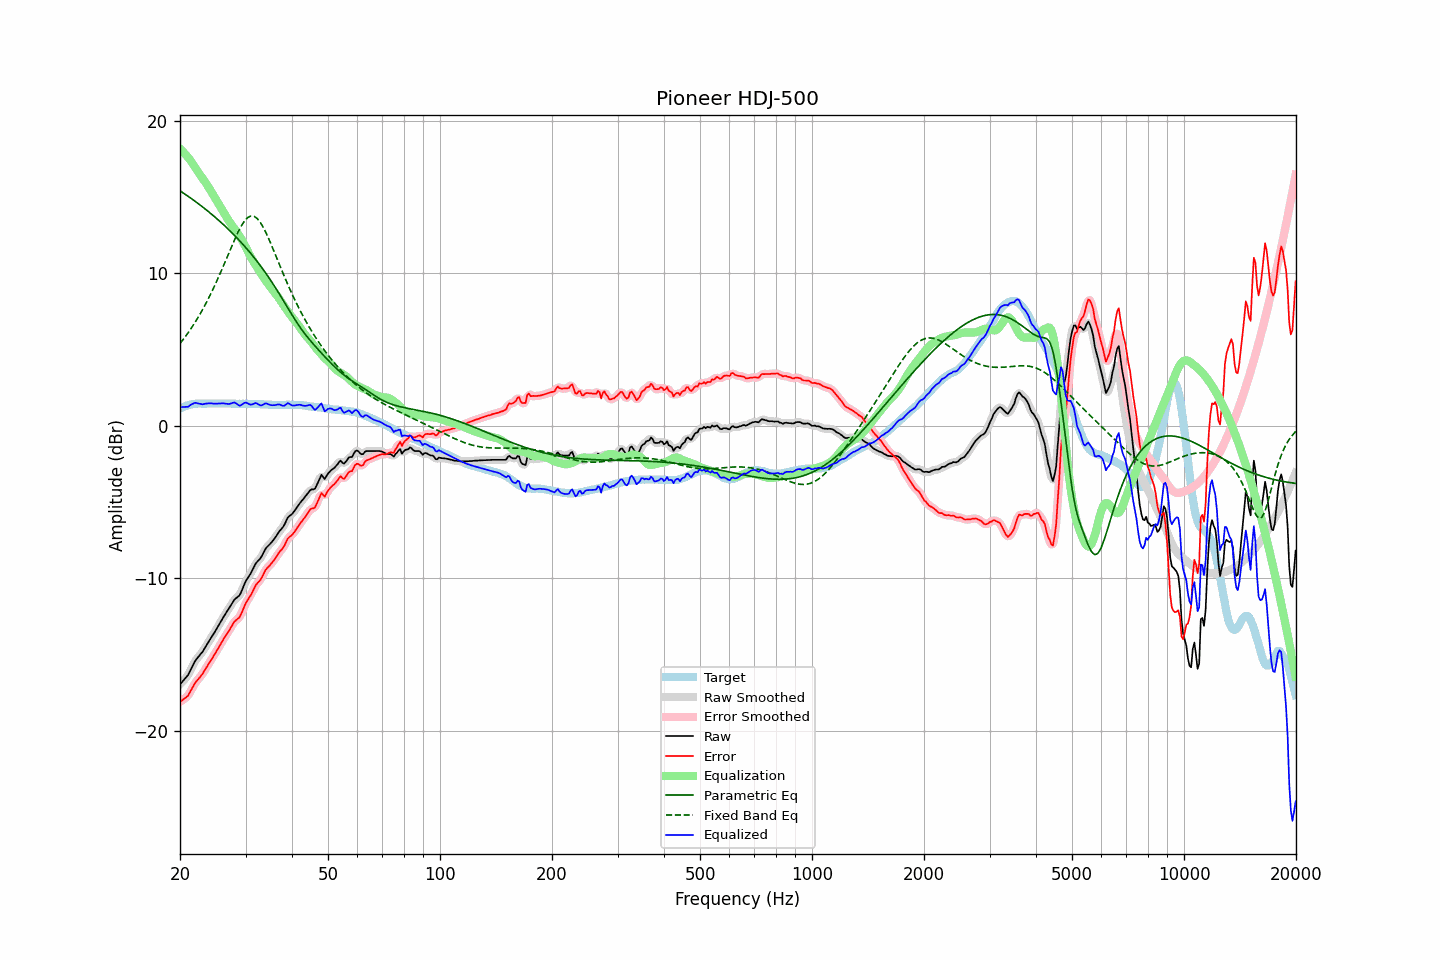 Pioneer HDJ-500
Amplitude (dBr)
20
10
0
−10
−20
Target
Raw Smoothed
Error Smoothed
Raw
Error
Equalization
Parametric Eq
Fixed Band Eq
Equalized
20 50 100 200 500 1000 2000 5000 10000 20000
Frequency (Hz)